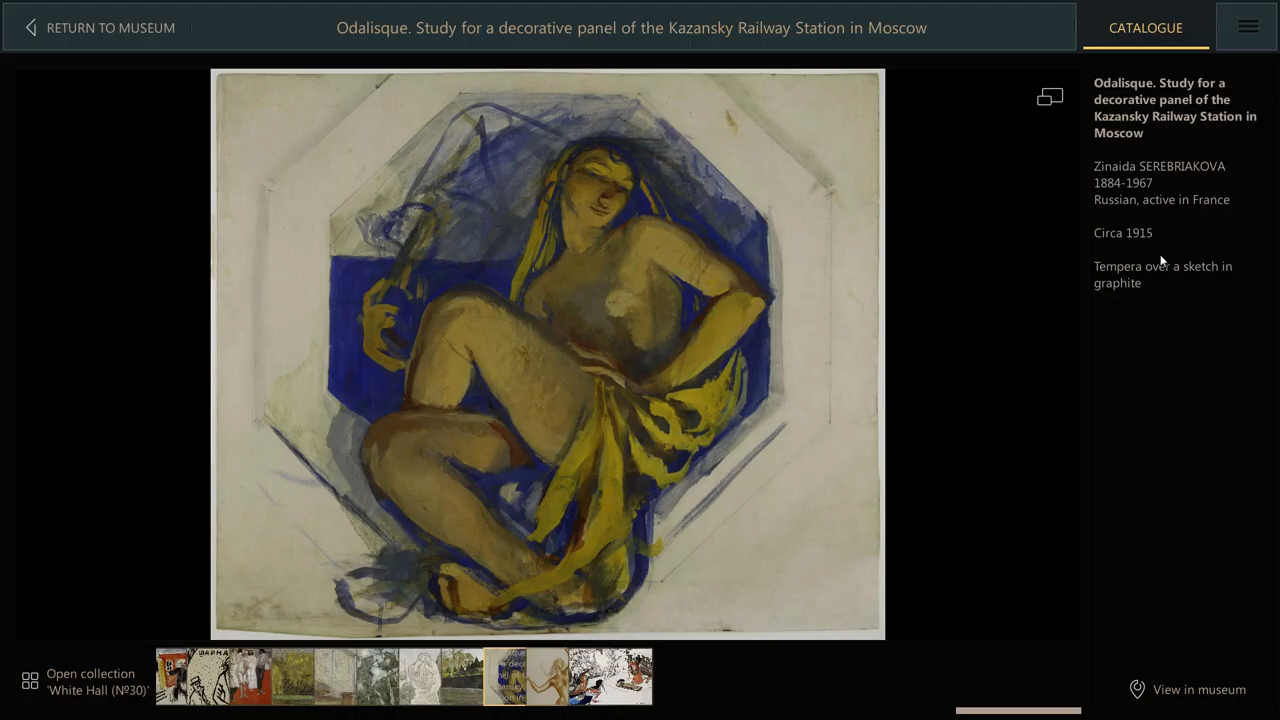 RETURN TO MUSEUM
Odalisque. Study for a decorative panel of the Kazansky Railway Station in Moscow
CATALOGUE
Odalisque. Study for a
decorative panel of the
Kazansky Railway Station in
Moscow
Zinaida SEREBRIAKOVA
1884-1967
Russian, active in France
Circa 1915
Tempera over a sketch in
graphite
Open collection
'White Hall (№30)'
ШАРМА
View in museum